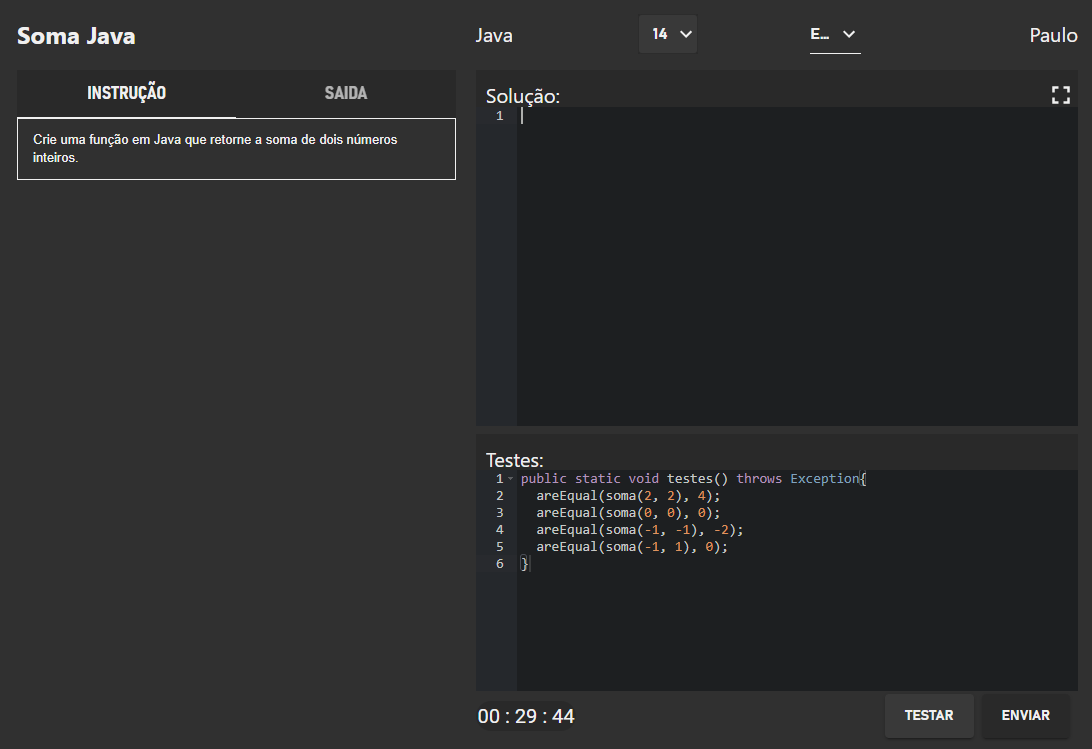 Soma Java
Java
14
E...
Paulo
INSTRUÇÃO
SAIDA
Crie uma função em Java que retorne a soma de dois números
inteiros.
Solução:
1
Testes:
1 public static void testes() throws Exception{
2 areEqual(soma(2, 2), 4);
3 areEqual(soma(0, 0), 0);
4 areEqual(soma(-1, -1), -2);
5 areEqual(soma(-1, 1), 0);
6 }
00 : 29 : 44
TESTAR
ENVIAR